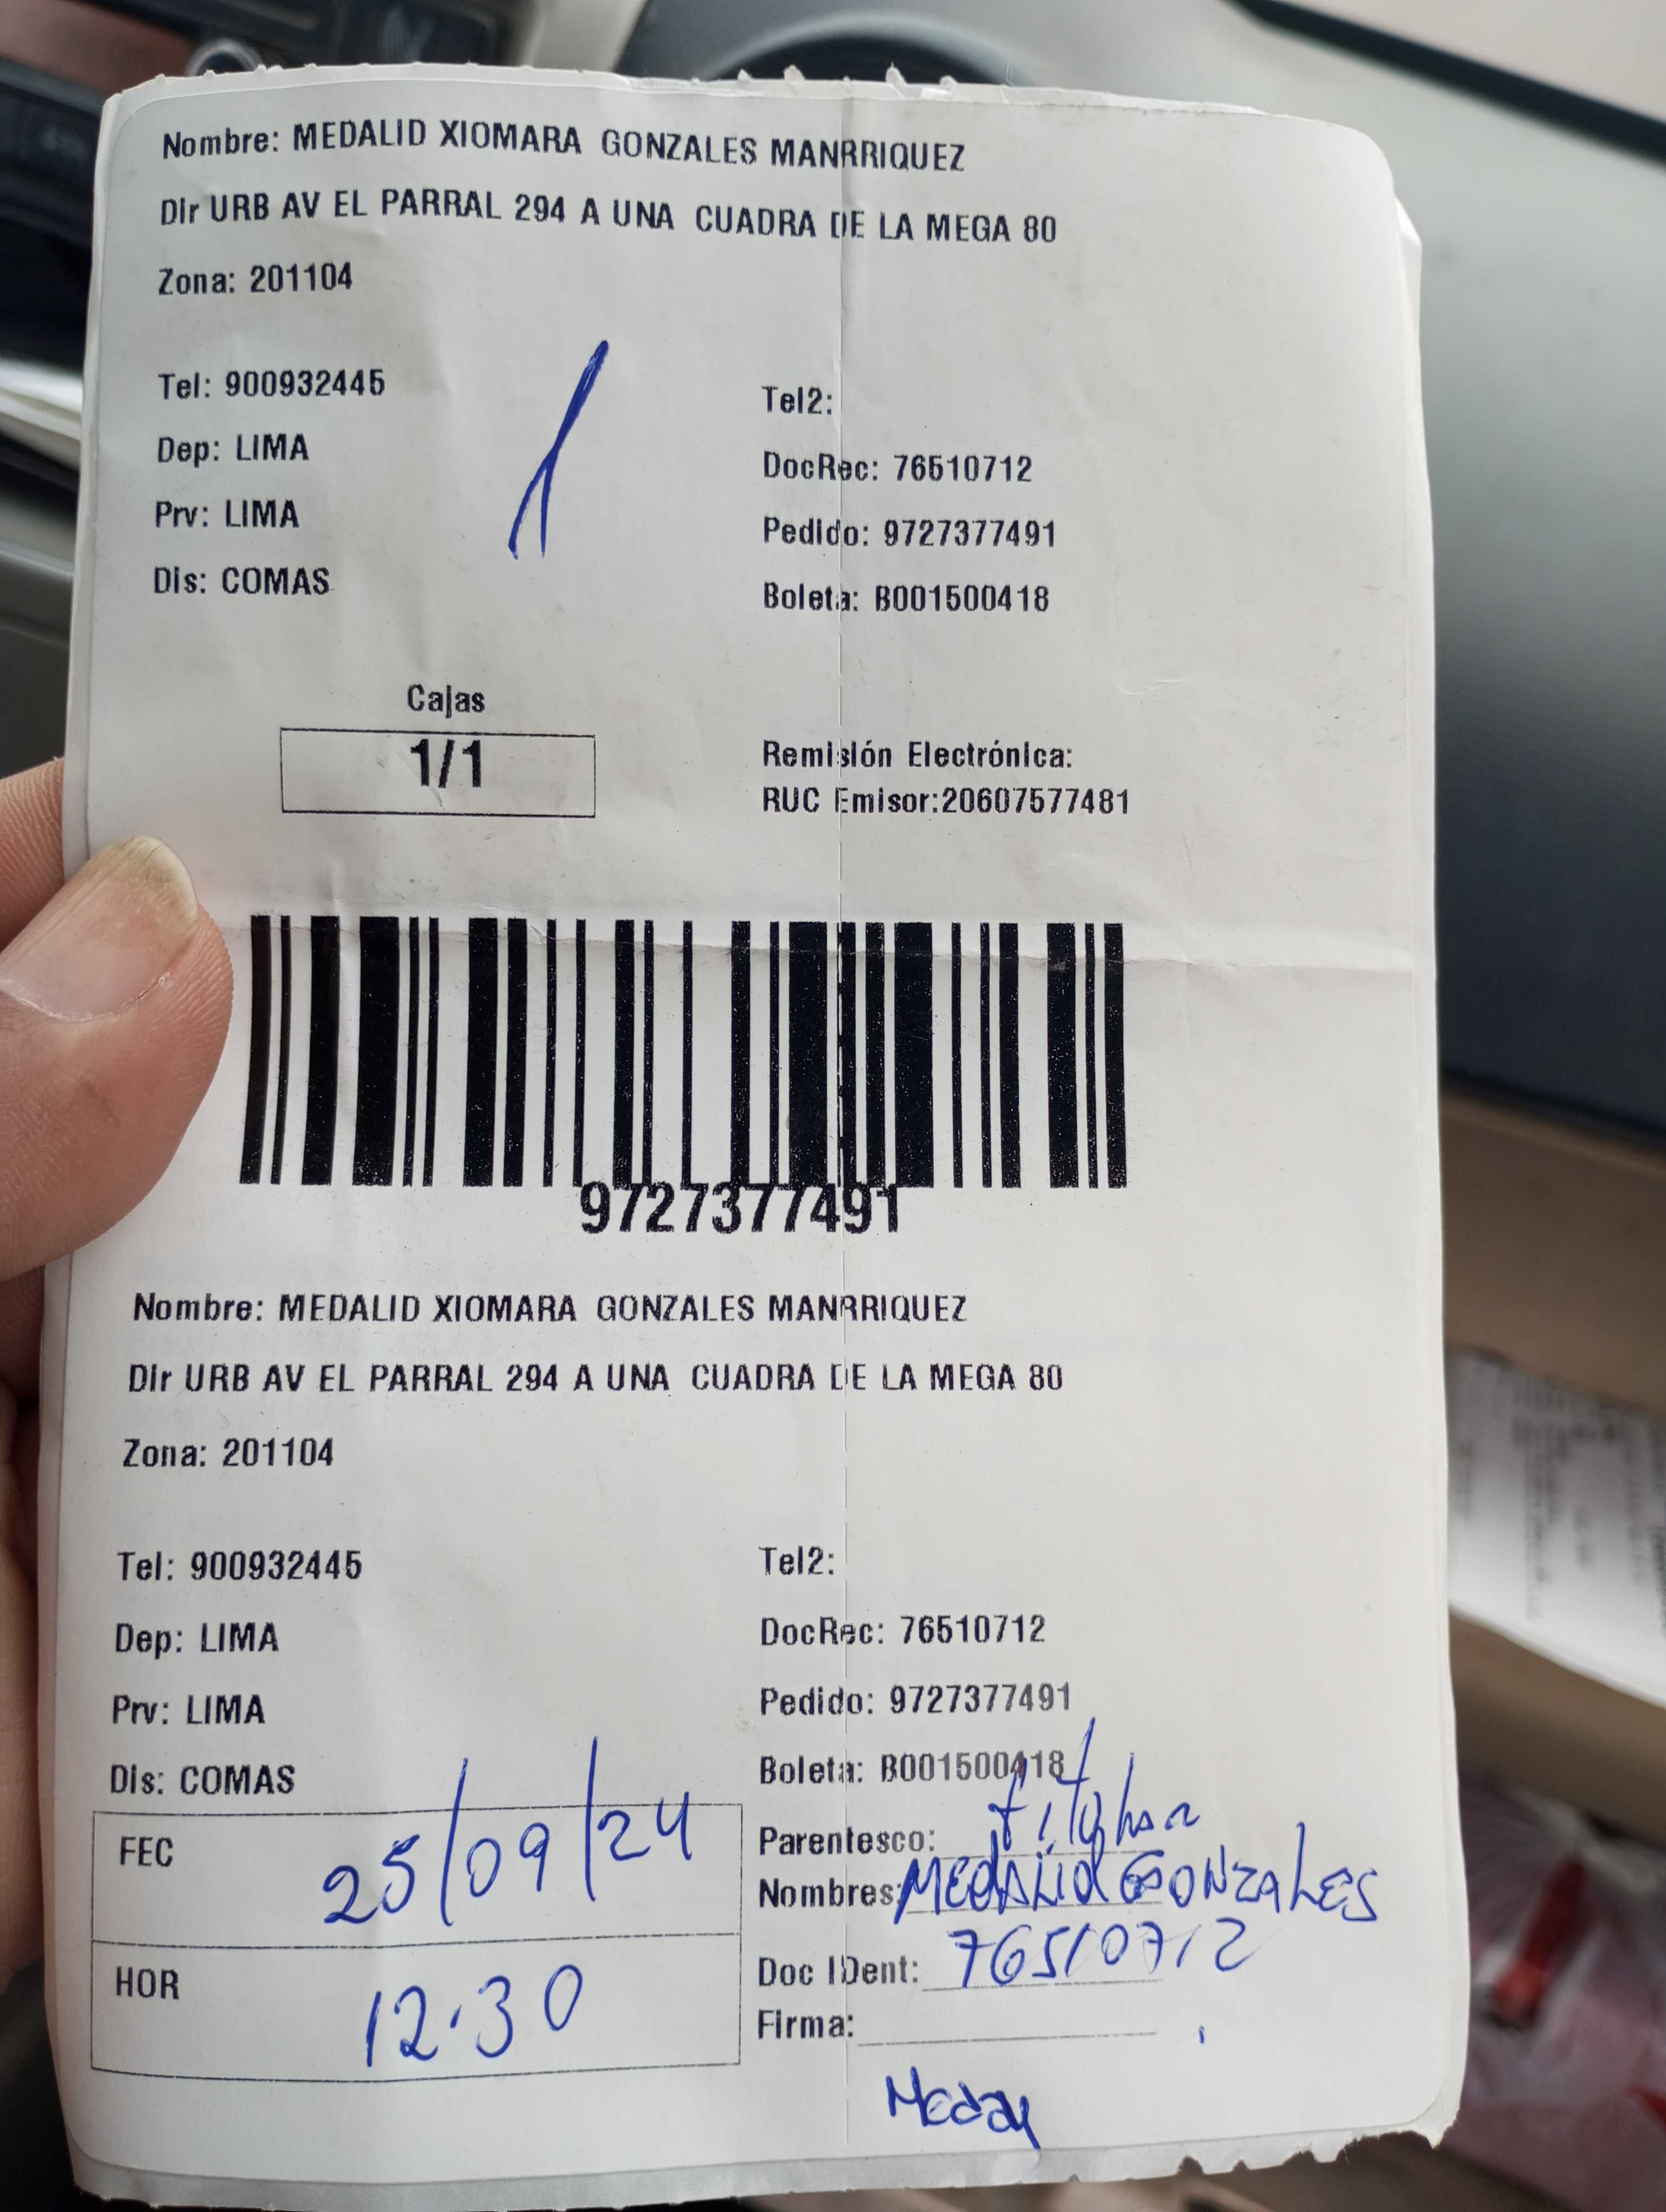 Nombre: MEDALID XIOMARA GONZALES MANRRIQUEZ
Dir URB AV EL PARRAL 294 A UNA CUADRA DE LA MEGA 80
Zona: 201104
Tel: 900932445
Tel2:
Dep: LIMA
DocRec: 76510712
Prv: LIMA
Pedido: 9727377491
Dis: COMAS
Boleta: B001500418
Cajas
1/1
Remisión Electrónica:
RUC Emisor:20607577481
9727377491
Nombre: MEDALID XIOMARA GONZALES MANRRIQUEZ
Dir URB AV EL PARRAL 294 A UNA CUADRA DE LA MEGA 80
Zona: 201104
Tel: 900932445
Tel2:
Dep: LIMA
DocRec: 76510712
Prv: LIMA
Pedido: 9727377491
Dis: COMAS
Boleta: B001500418
FEC 25/09/24
Parentesco: titular
Nombres: MEDALID GONZALES
HOR 12:30
Doc IDent: 76510712
Firma: